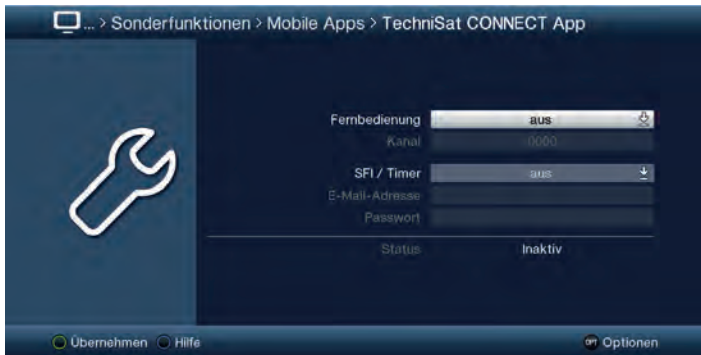 ... > Sonderfunktionen > Mobile Apps > TechniSat CONNECT App
Fernbedienung aus
Kanal 0000
SFI / Timer aus
E-Mail-Adresse
Passwort
Status Inaktiv
Übernehmen Hilfe OPT Optionen